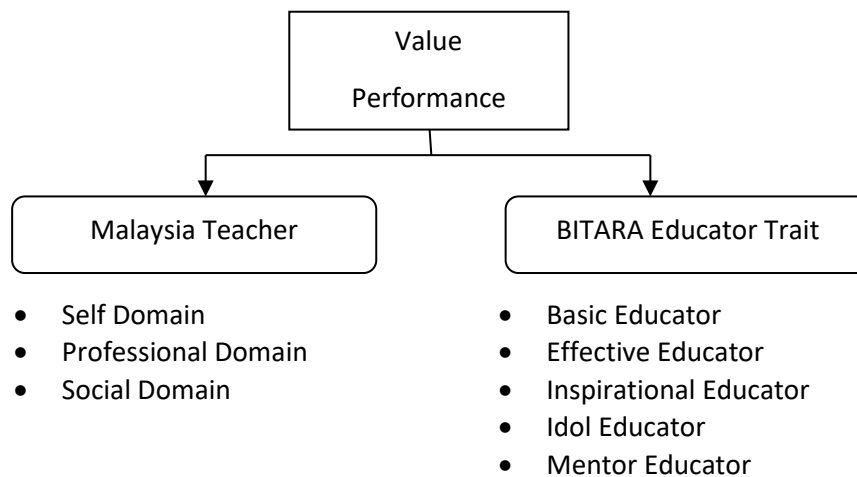 Value
Performance
Malaysia Teacher
BITARA Educator Trait
• Self Domain
• Professional Domain
• Social Domain
• Basic Educator
• Effective Educator
• Inspirational Educator
• Idol Educator
• Mentor Educator